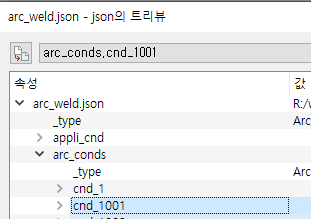 arc_weld.json - json의 트리뷰
arc_conds,cnd_1001
속성 값
arc_weld.json R:/
_type Arc
appli_cnd
arc_conds
_type Arc
cnd_1
cnd_1001